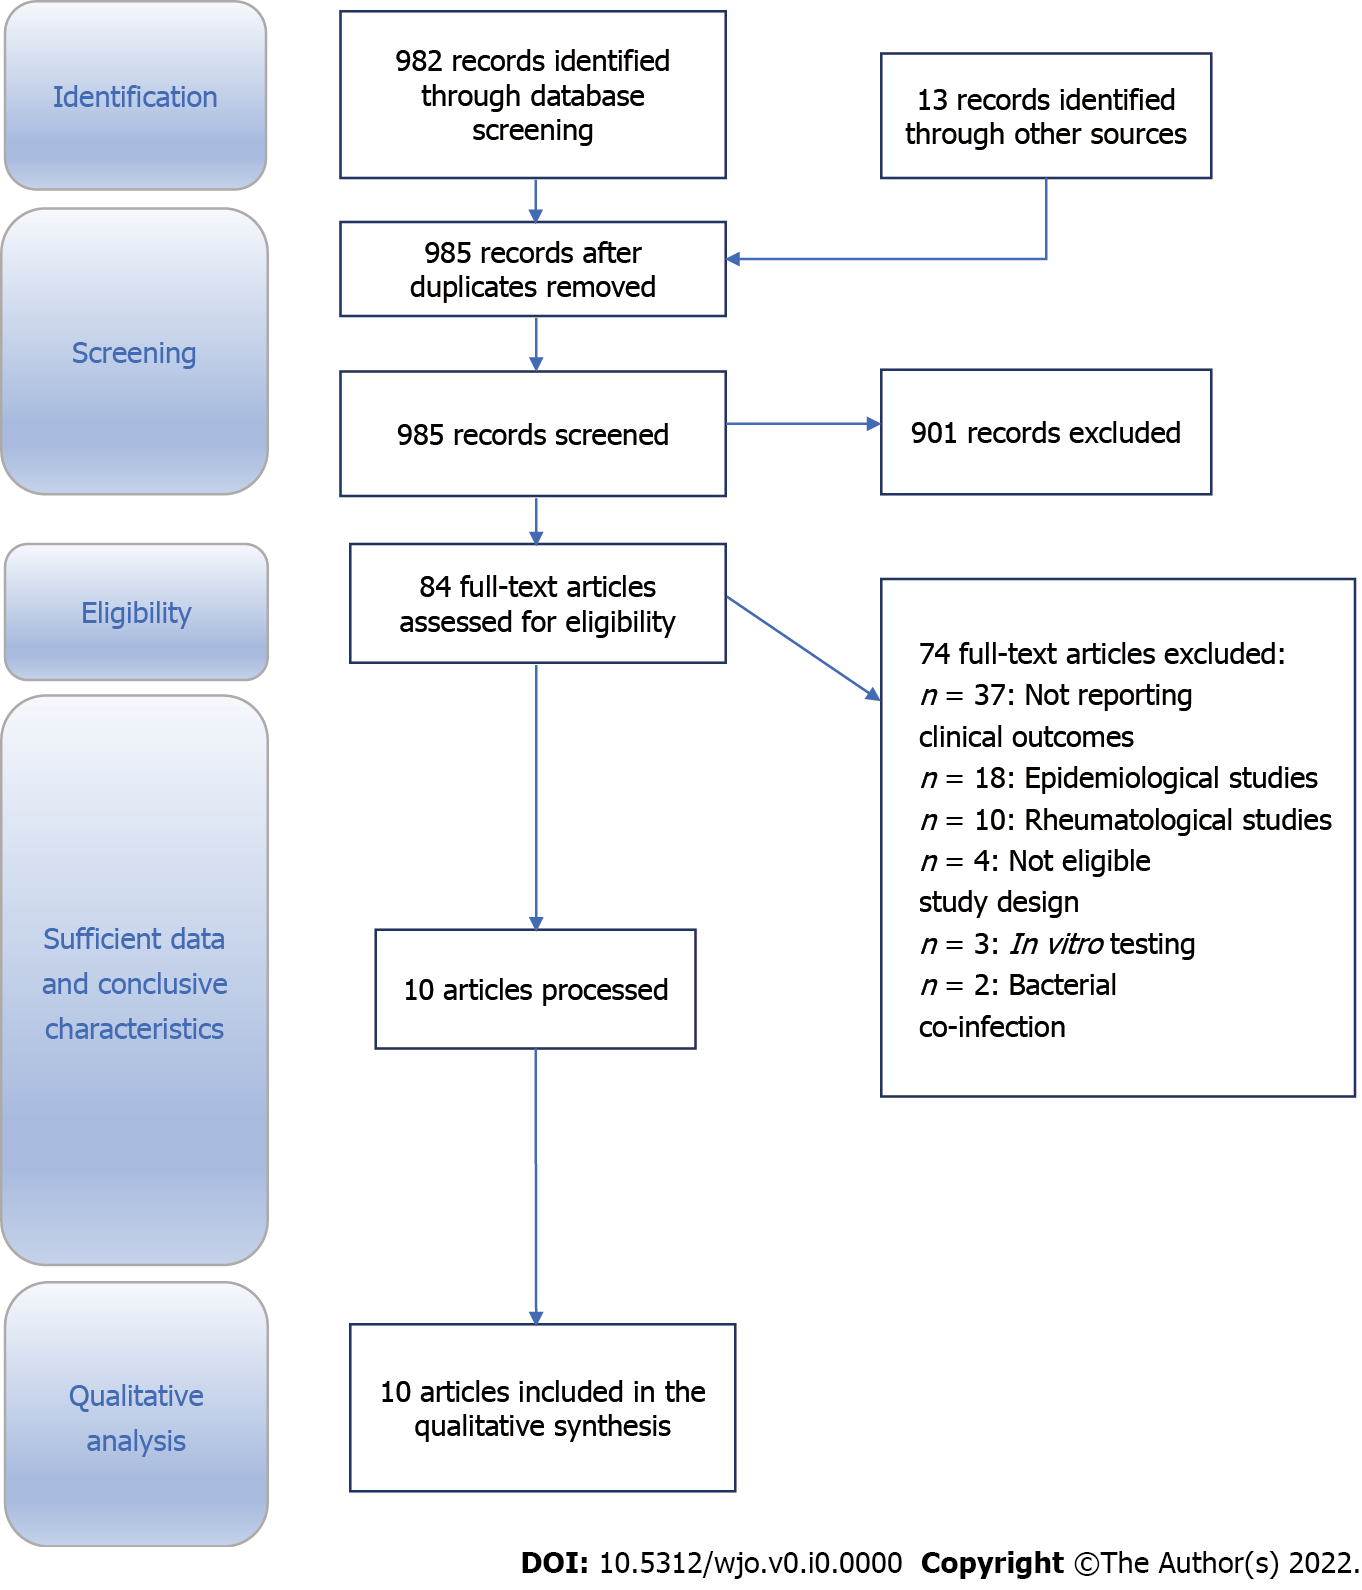 Identification
982 records identified
through database
screening
13 records identified
through other sources
Screening
985 records after
duplicates removed
985 records screened
901 records excluded
Eligibility
84 full-text articles
assessed for eligibility
74 full-text articles excluded:
n = 37: Not reporting
clinical outcomes
n = 18: Epidemiological studies
n = 10: Rheumatological studies
n = 4: Not eligible
study design
n = 3: In vitro testing
n = 2: Bacterial
co-infection
Sufficient data
and conclusive
characteristics
10 articles processed
Qualitative
analysis
10 articles included in the
qualitative synthesis
DOI: 10.5312/wjo.v0.i0.0000 Copyright ©The Author(s) 2022.